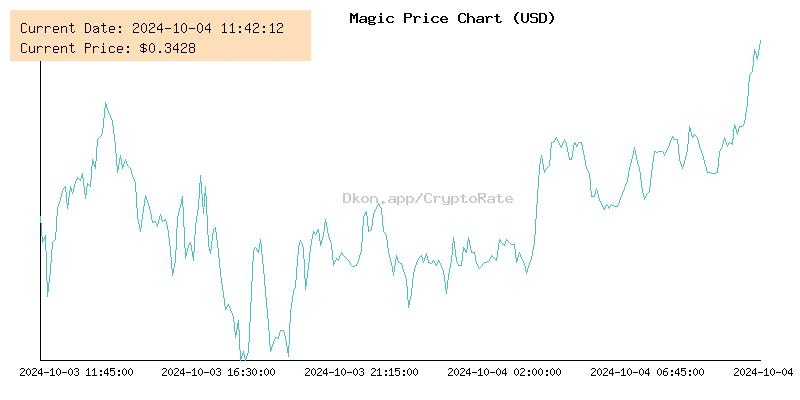 Magic Price Chart (USD)
Current Date: 2024-10-04 11:42:12
Current Price: $0.3428
Dkon.app/CryptoRate
2024-10-03 11:45:00 2024-10-03 16:30:00 2024-10-03 21:15:00 2024-10-04 02:00:00 2024-10-04 06:45:00 2024-10-04